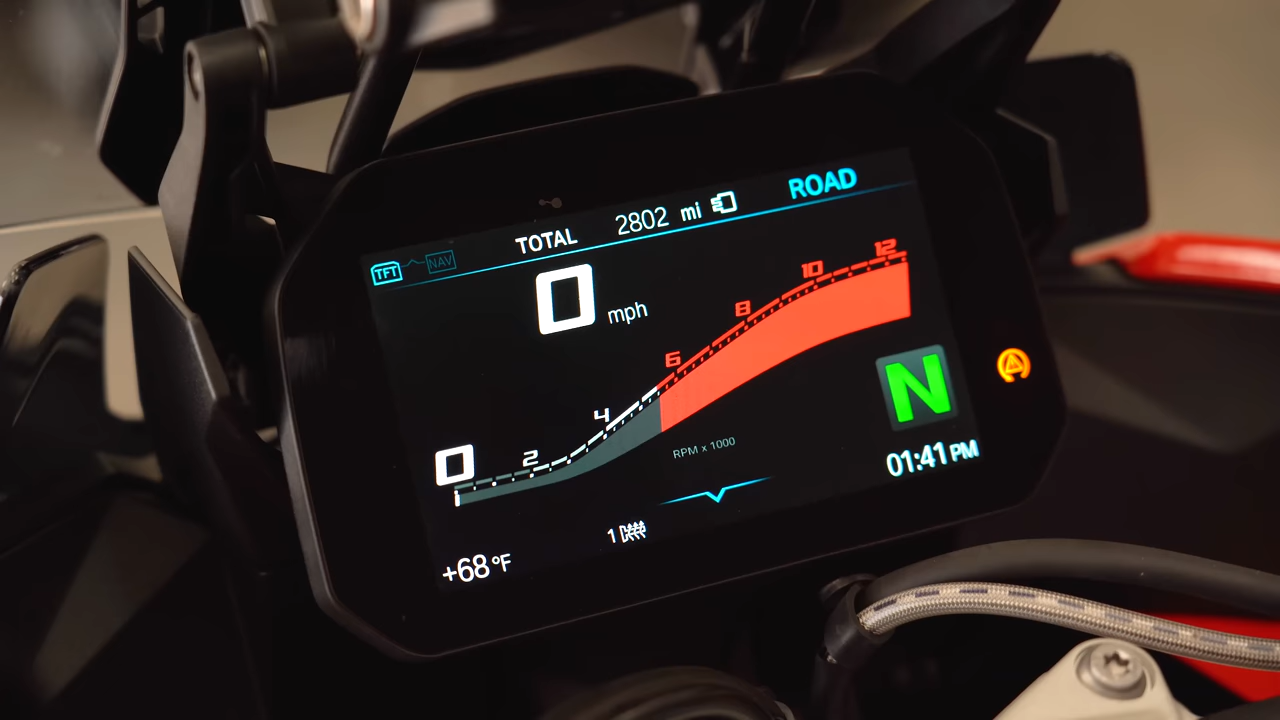 TOTAL 2802 mi ROAD
TFT NAV
0 mph
0 2 4 6 8 10 12
RPM x 1000
N
01:41 PM
1
+68 °F